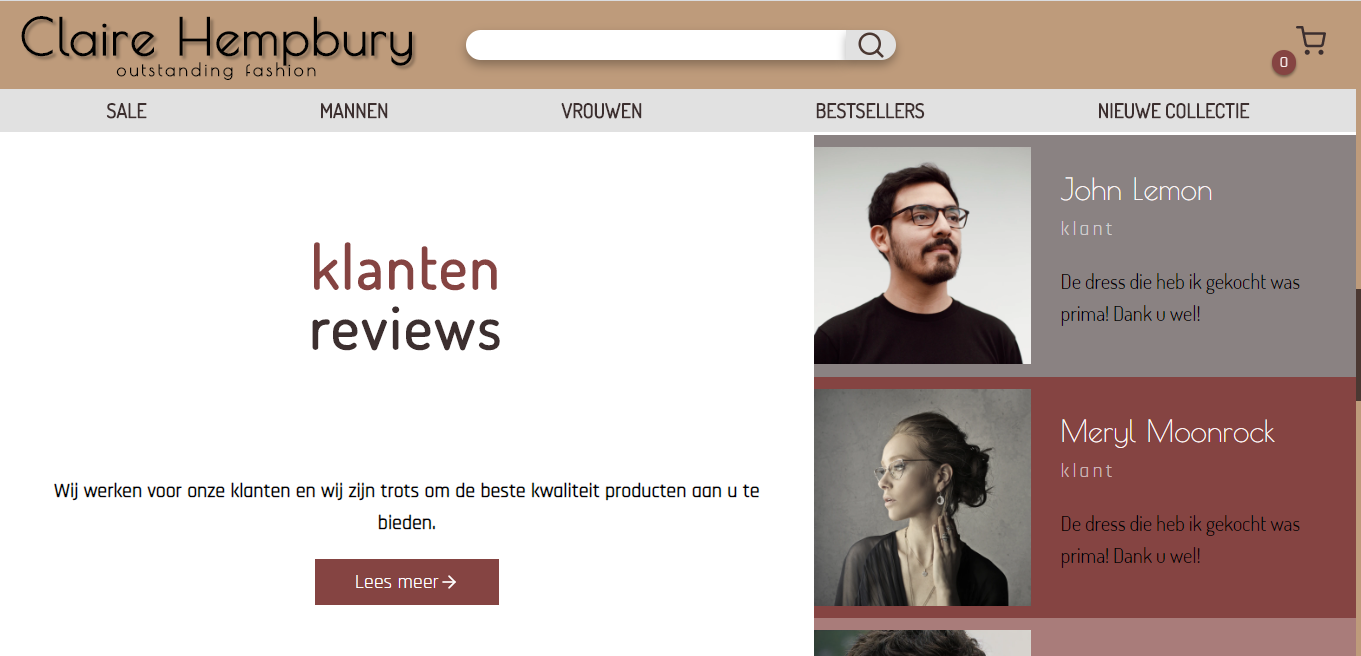 Claire Hempbury
outstanding fashion
0
SALE MANNEN VROUWEN BESTSELLERS NIEUWE COLLECTIE
klanten
reviews
Wij werken voor onze klanten en wij zijn trots om de beste kwaliteit producten aan u te
bieden.
Lees meer→
John Lemon
klant
De dress die heb ik gekocht was
prima! Dank u wel!
Meryl Moonrock
klant
De dress die heb ik gekocht was
prima! Dank u wel!